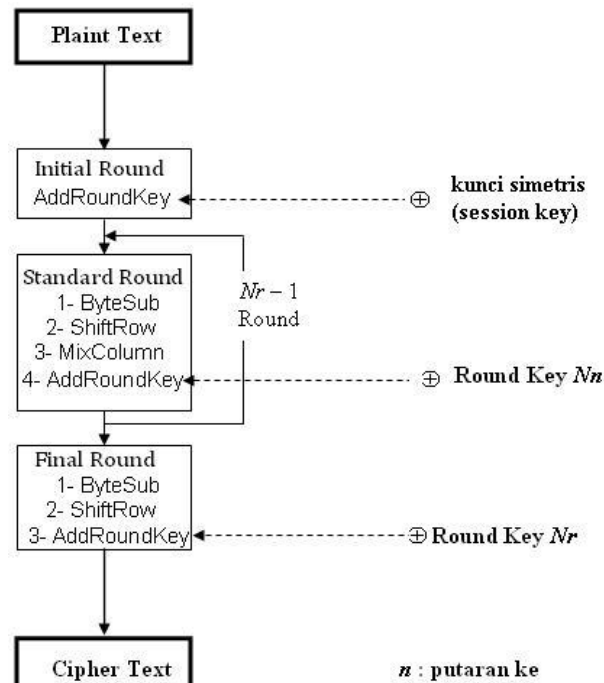 Plaint Text
Initial Round
AddRoundKey
⊕ kunci simetris
(session key)
Standard Round
1- ByteSub
2- ShiftRow
3- MixColumn
4- AddRoundKey
Nr – 1
Round
⊕ Round Key Nn
Final Round
1- ByteSub
2- ShiftRow
3- AddRoundKey
⊕ Round Key Nr
Cipher Text
n : putaran ke